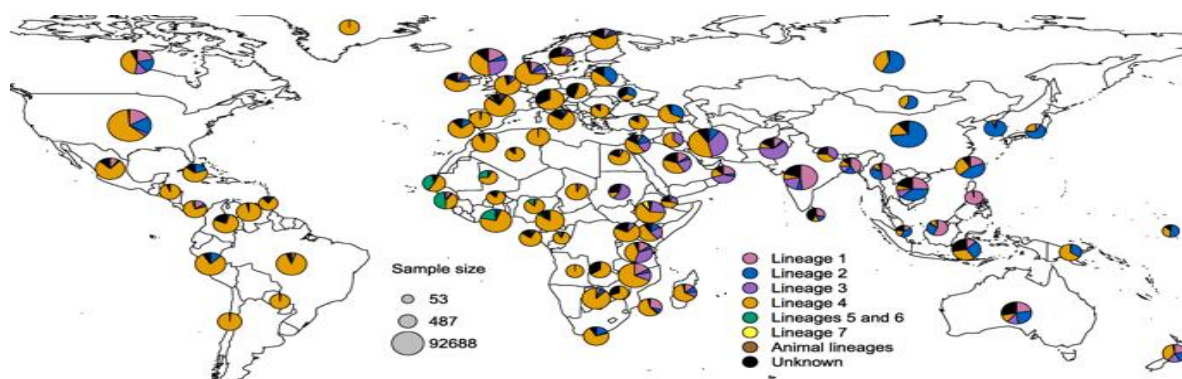 Sample size
53
487
92688
Lineage 1
Lineage 2
Lineage 3
Lineage 4
Lineages 5 and 6
Lineage 7
Animal lineages
Unknown